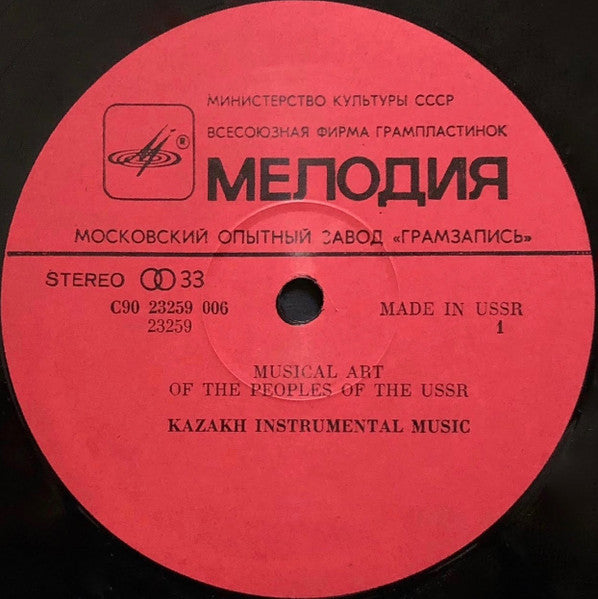 МИНИСТЕРСТВО КУЛЬТУРЫ СССР
ВСЕСОЮЗНАЯ ФИРМА ГРАМПЛАСТИНОК
®
МЕЛОДИЯ
МОСКОВСКИЙ ОПЫТНЫЙ ЗАВОД «ГРАМЗАПИСЬ»
STEREO 33
С90 23259 006 MADE IN USSR
23259 1
MUSICAL ART
OF THE PEOPLES OF THE USSR
KAZAKH INSTRUMENTAL MUSIC